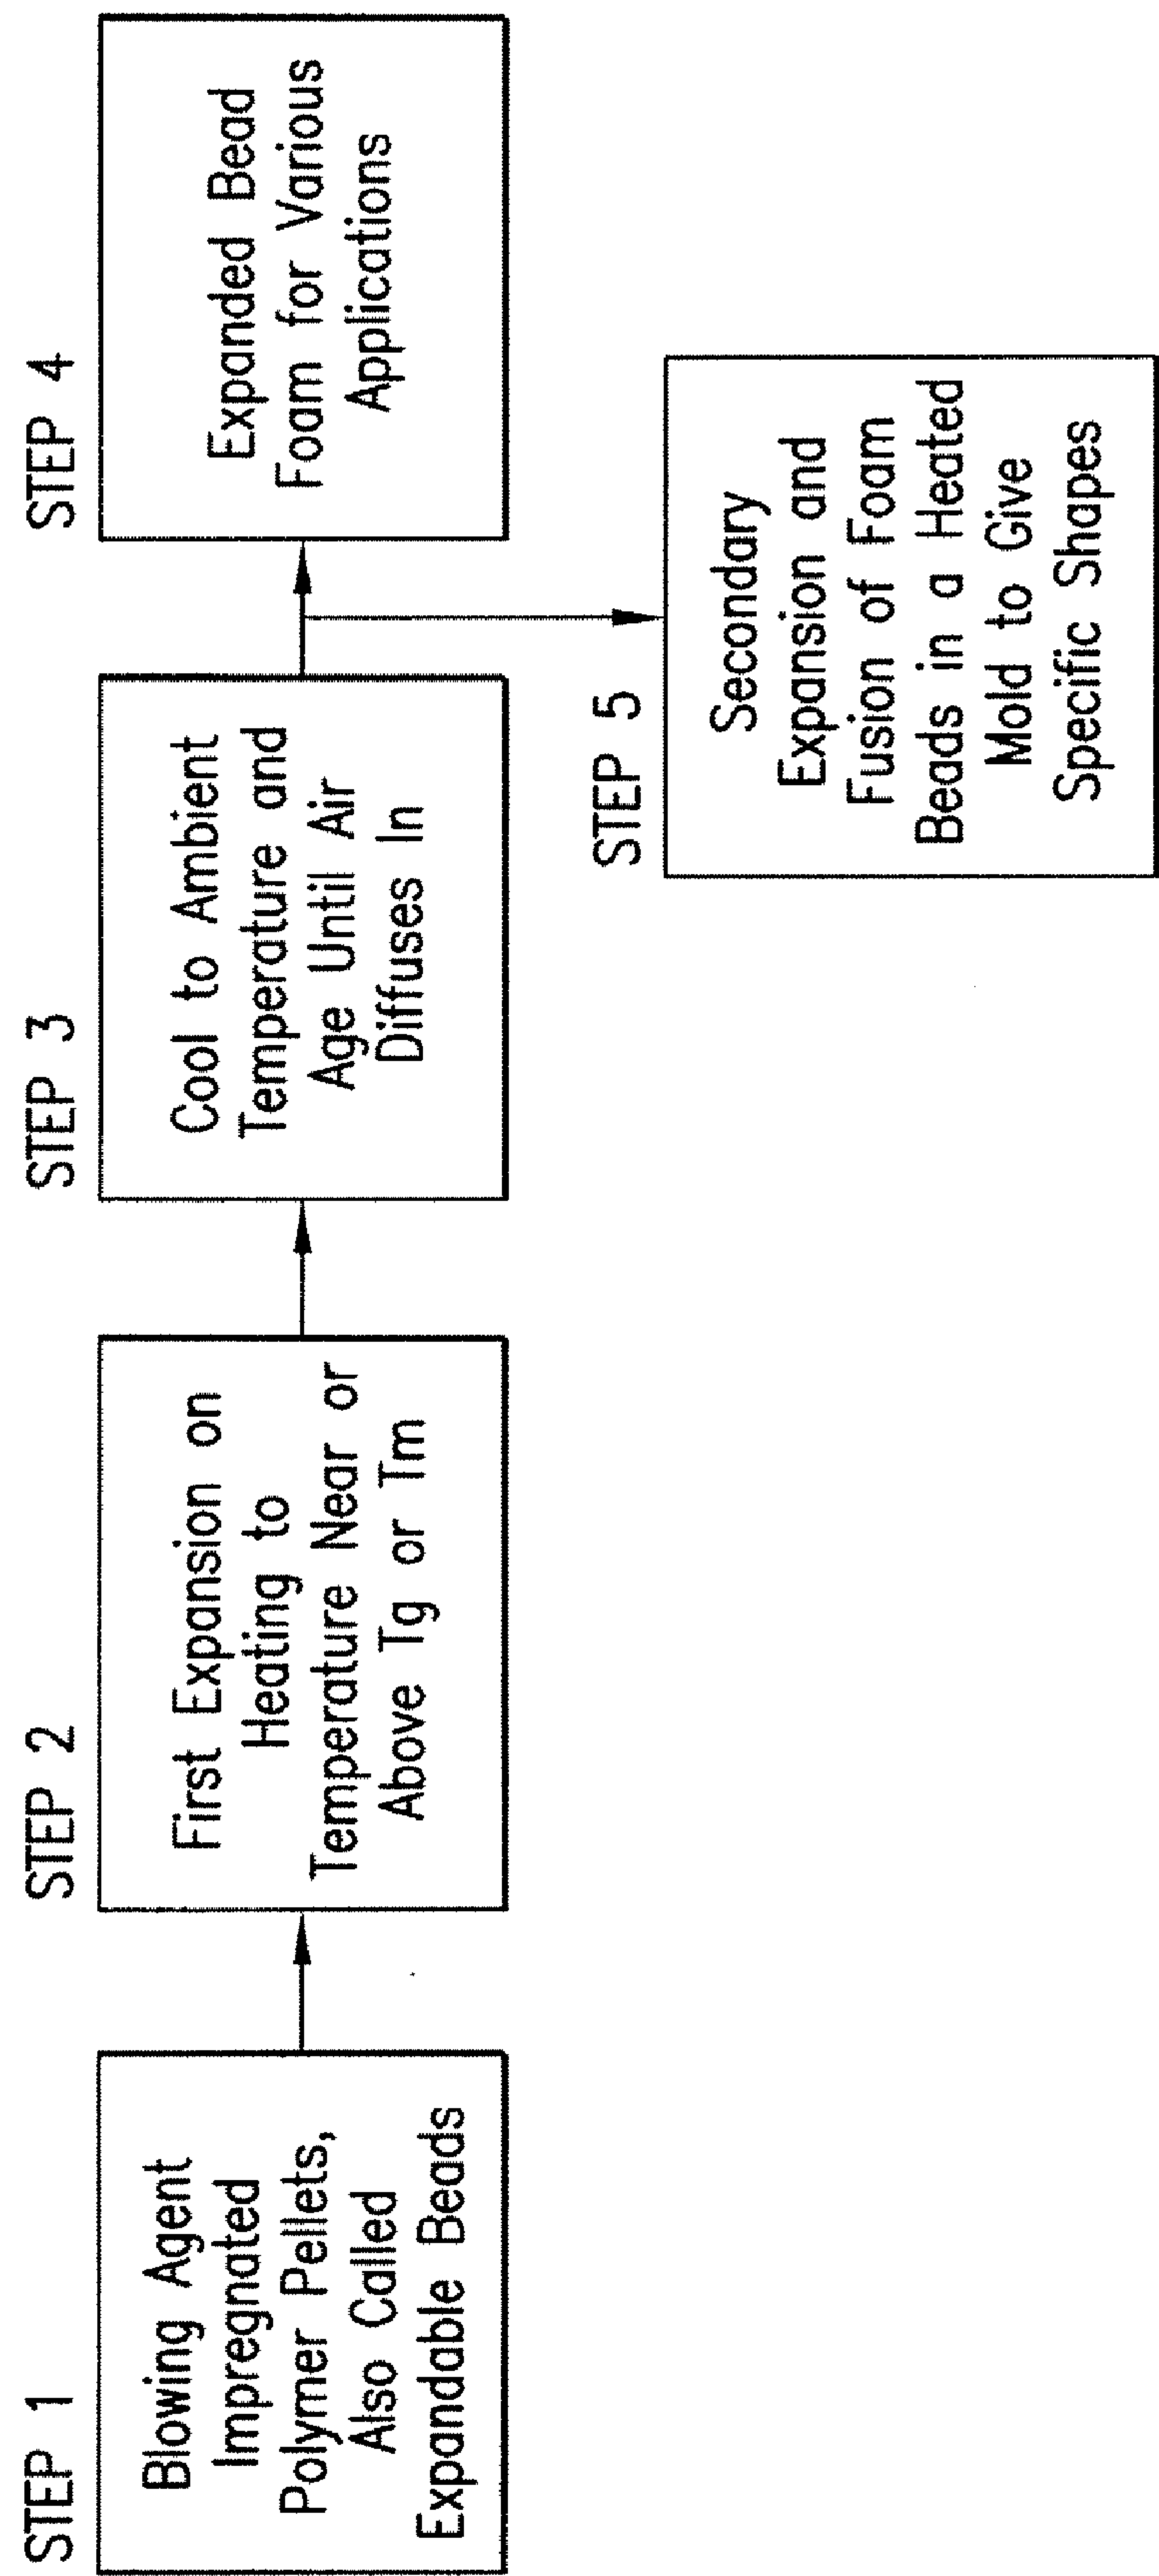 STEP 1
Blowing Agent
Impregnated
Polymer Pellets,
Also Called
Expandable Beads
STEP 2
First Expansion on
Heating to
Temperature Near or
Above Tg or Tm
STEP 3
Cool to Ambient
Temperature and
Age Until Air
Diffuses In
STEP 4
Expanded Bead
Foam for Various
Applications
STEP 5
Secondary
Expansion and
Fusion of Foam
Beads in a Heated
Mold to Give
Specific Shapes